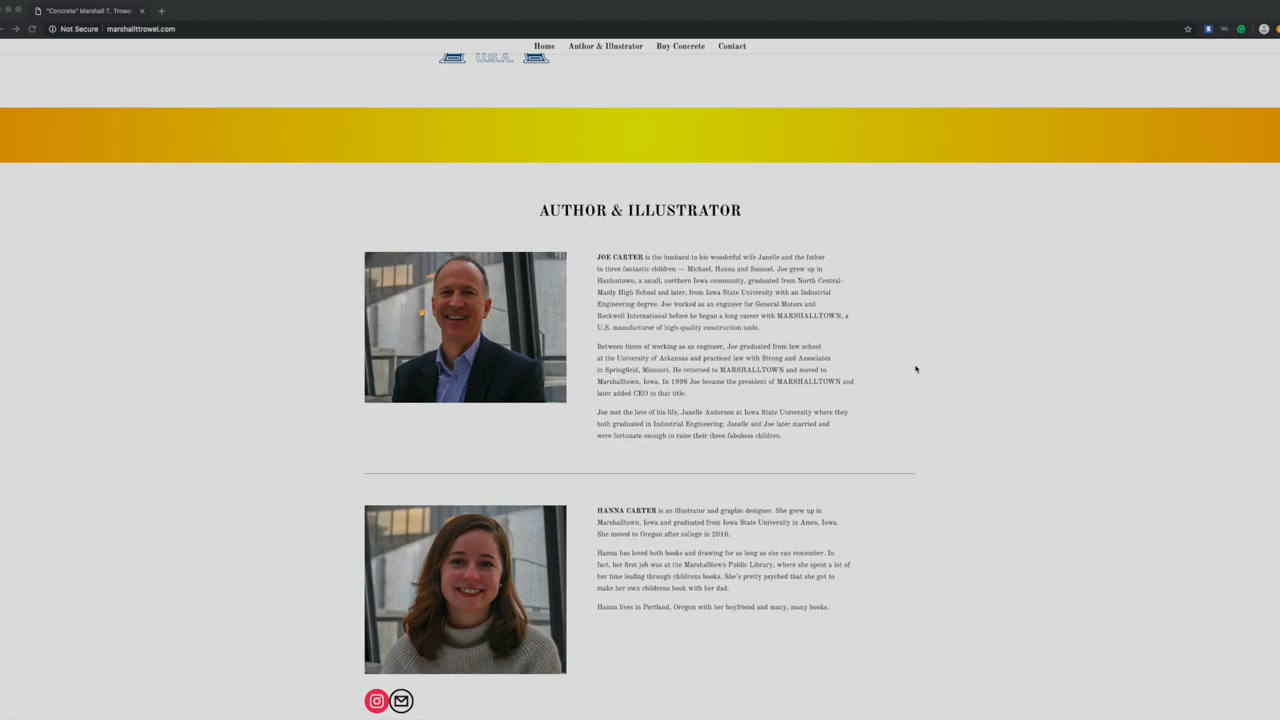 "Concrete" Marshall T. Trowel
Not Secure | marshallttrowel.com
Home Author & Illustrator Buy Concrete Contact
U.S.A.
AUTHOR & ILLUSTRATOR
JOE CARTER is the husband to his wonderful wife Janelle and the father
to three fantastic children — Michael, Hanna and Samuel. Joe grew up in
Hanlontown, a small, northern Iowa community, graduated from North Central-
Manly High School and later, from Iowa State University with an Industrial
Engineering degree. Joe worked as an engineer for General Motors and
Rockwell International before he began a long career with MARSHALLTOWN, a
U.S. manufacturer of high-quality construction tools.
Between times of working as an engineer, Joe graduated from law school
at the University of Arkansas and practiced law with Strong and Associates
in Springfield, Missouri. He returned to MARSHALLTOWN and moved to
Marshalltown, Iowa. In 1998 Joe became the president of MARSHALLTOWN and
later added CEO to that title.
Joe met the love of his life, Janelle Andersen at Iowa State University where they
both graduated in Industrial Engineering. Janelle and Joe later married and
were fortunate enough to raise their three fabulous children.
HANNA CARTER is an illustrator and graphic designer. She grew up in
Marshalltown, Iowa and graduated from Iowa State University in Ames, Iowa.
She moved to Oregon after college in 2016.
Hanna has loved both books and drawing for as long as she can remember. In
fact, her first job was at the Marshalltown Public Library, where she spent a lot of
her time leafing through childrens books. She's pretty psyched that she got to
make her own childrens book with her dad.
Hanna lives in Portland, Oregon with her boyfriend and many, many books.